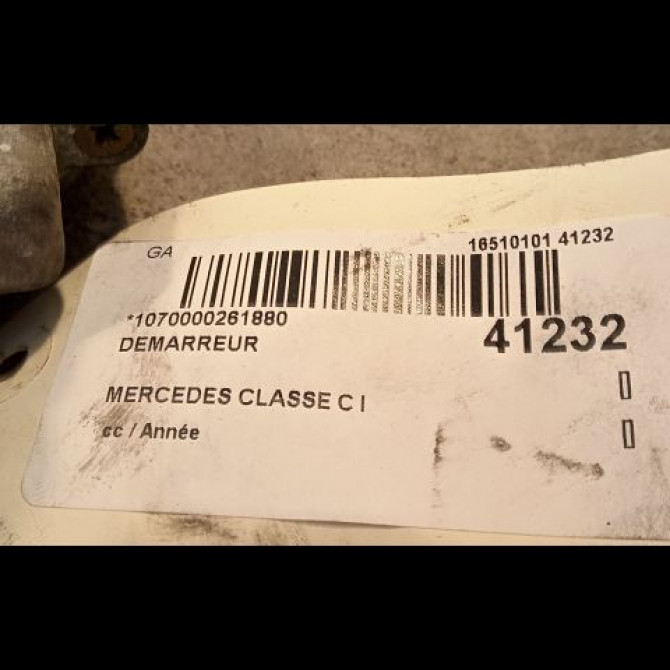 GA
16510101 41232
*1070000261880
DEMARREUR
41232
MERCEDES CLASSE C I
cc / Année